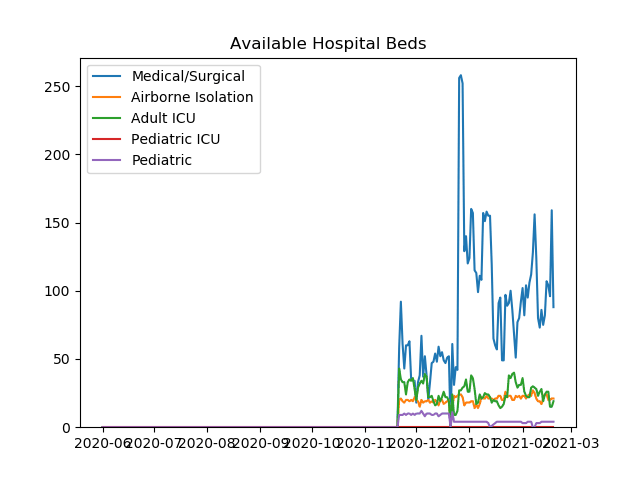 Available Hospital Beds
250
200
150
100
50
0
Medical/Surgical
Airborne Isolation
Adult ICU
Pediatric ICU
Pediatric
2020-06 2020-07 2020-08 2020-09 2020-10 2020-11 2020-12 2021-01 2021-02 2021-03